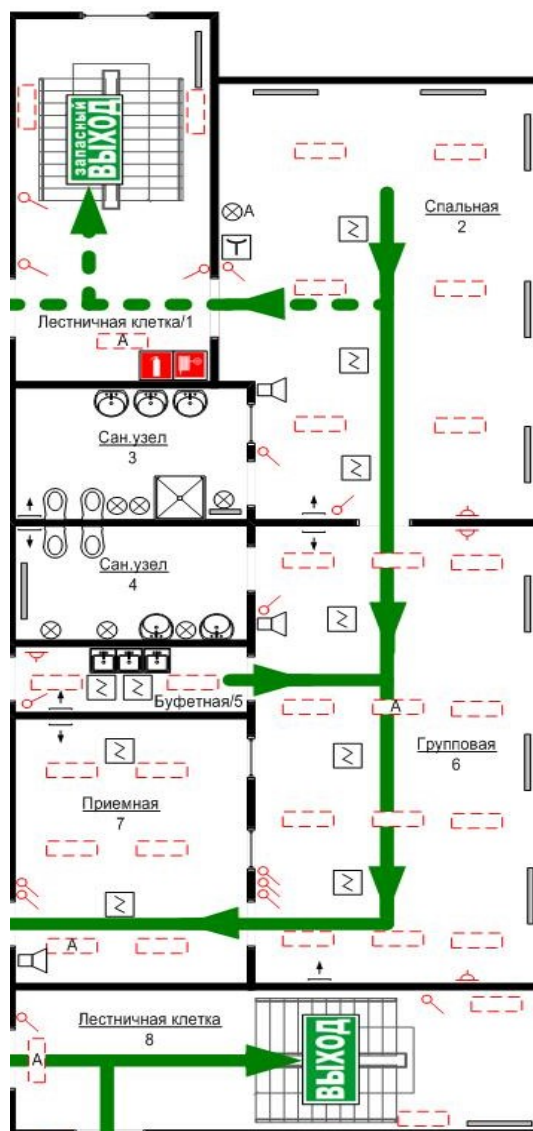 запасный
ВЫХОД
Спальная
2
A
Лестничная клетка/1
A
Сан.узел
3
Сан.узел
4
Буфетная/5
A
Групповая
6
Приемная
7
A
Лестничная клетка
8
A
ВЫХОД